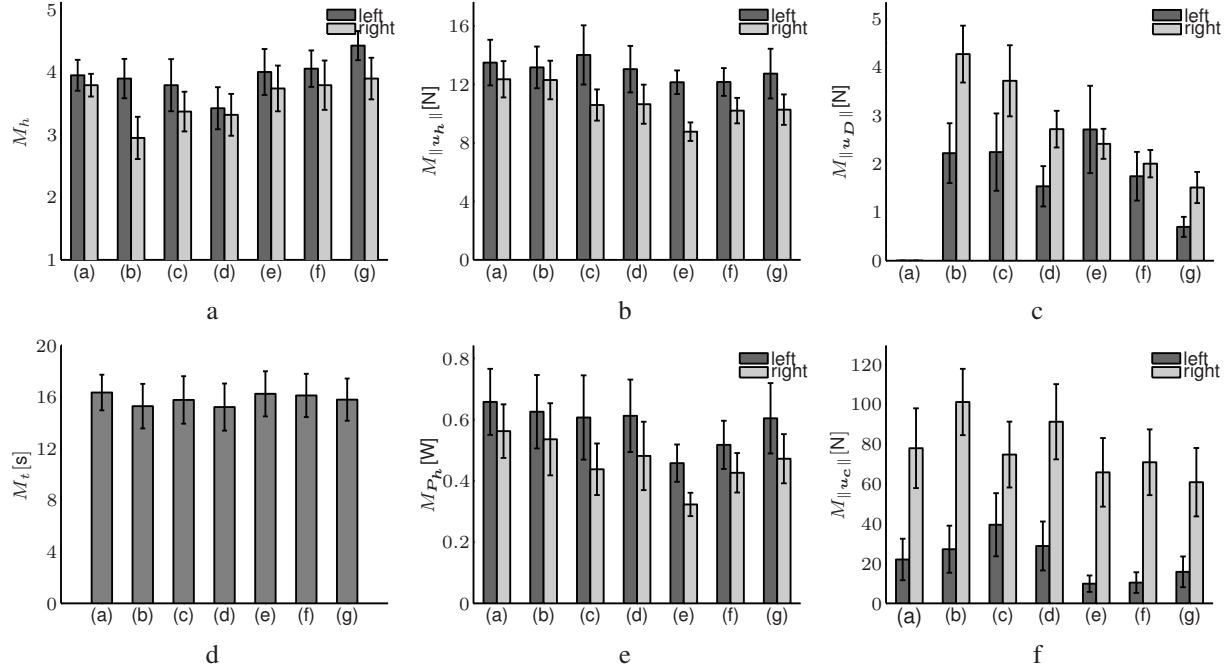 5
4
3
2
1
M_h
left
right
(a) (b) (c) (d) (e) (f) (g)
a
16
12
8
4
0
M_{∥u_h∥}[N]
left
right
(a) (b) (c) (d) (e) (f) (g)
b
5
4
3
2
1
0
M_{∥u_D∥}[N]
left
right
(a) (b) (c) (d) (e) (f) (g)
c
20
16
12
8
4
0
M_t[s]
(a) (b) (c) (d) (e) (f) (g)
d
0.8
0.6
0.4
0.2
0
M_{P_h}[W]
left
right
(a) (b) (c) (d) (e) (f) (g)
e
120
100
80
60
40
20
0
M_{∥u_c∥}[N]
left
right
(a) (b) (c) (d) (e) (f) (g)
f